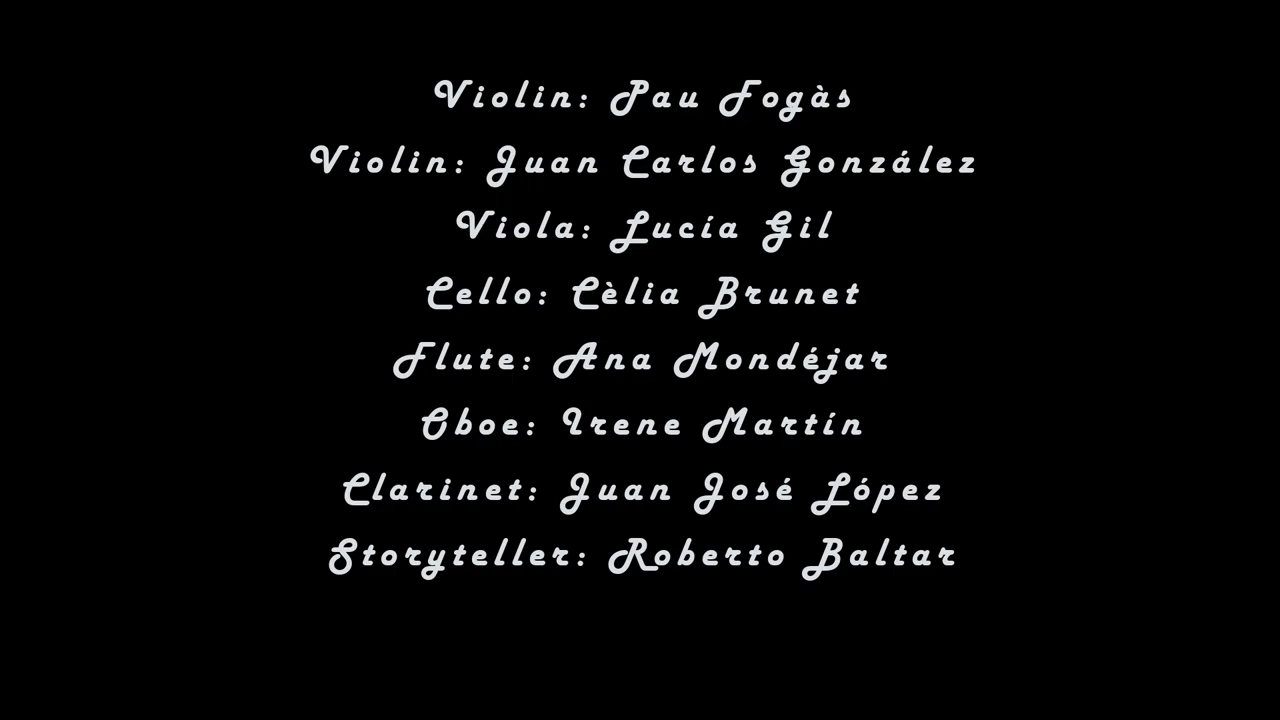 Violin: Pau Fogàs
Violin: Juan Carlos González
Viola: Lucía Gil
Cello: Cèlia Brunet
Flute: Ana Mondéjar
Oboe: Irene Martín
Clarinet: Juan José López
Storyteller: Roberto Baltar